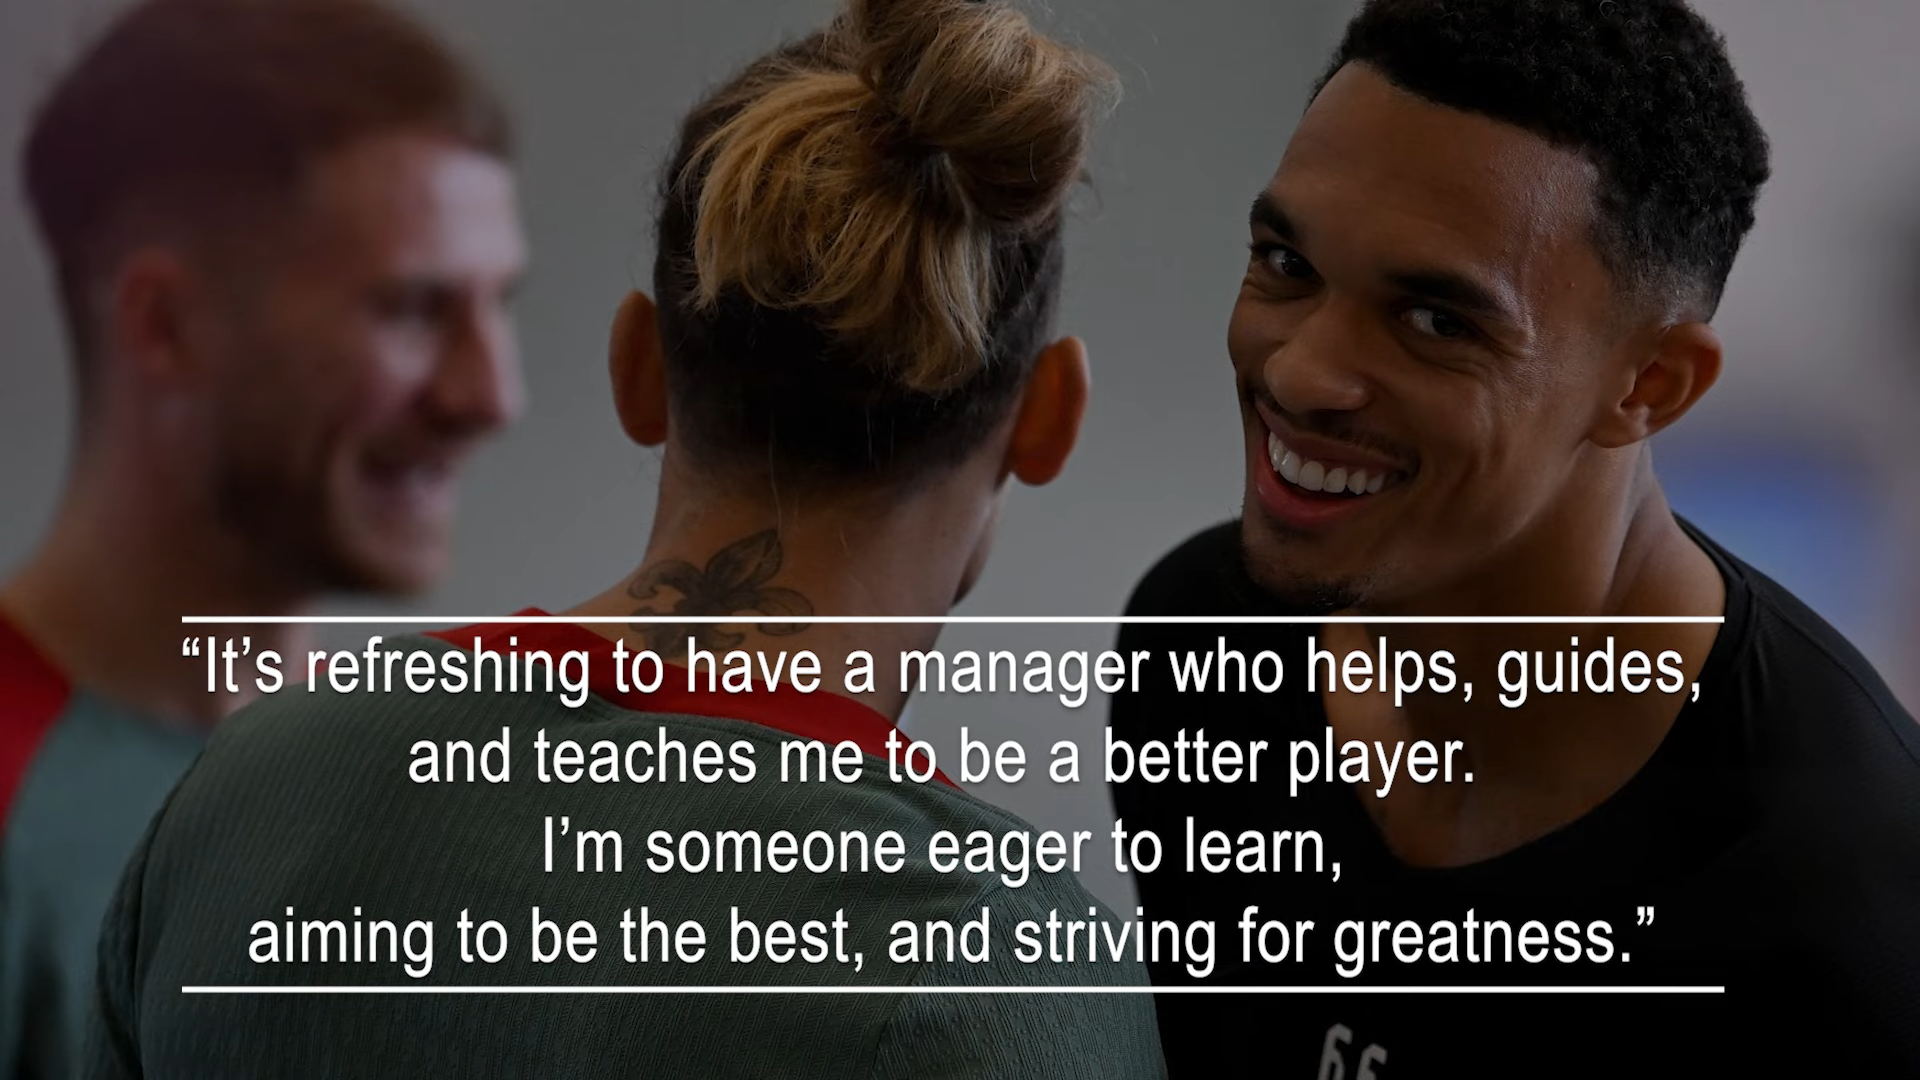 “It’s refreshing to have a manager who helps, guides,
and teaches me to be a better player.
I’m someone eager to learn,
aiming to be the best, and striving for greatness.”
66